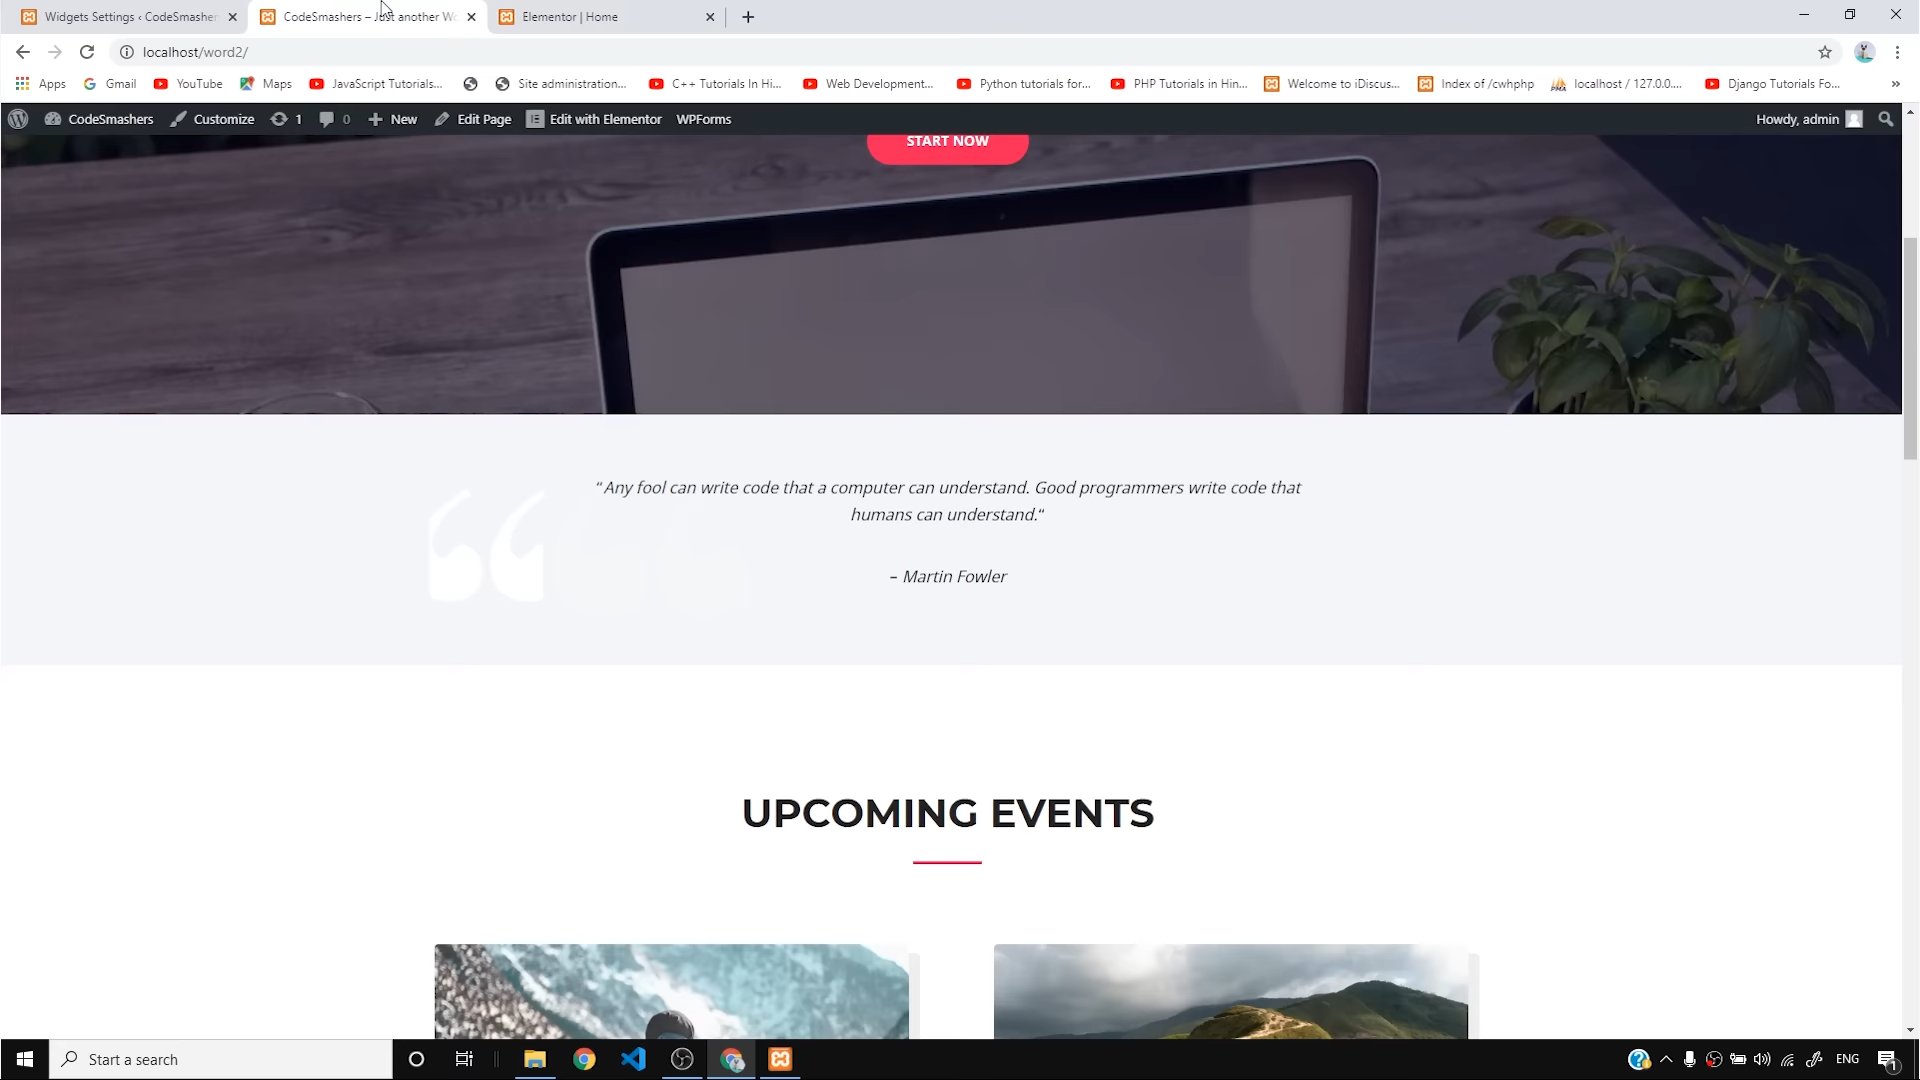 Widgets Settings ‹ CodeSmasher
CodeSmashers – Just another Wo
Elementor | Home
localhost/word2/
Apps
Gmail
YouTube
Maps
JavaScript Tutorials...
Site administration...
C++ Tutorials In Hi...
Web Development...
Python tutorials for...
PHP Tutorials in Hin...
Welcome to iDiscus...
Index of /cwhphp
localhost / 127.0.0....
Django Tutorials Fo...
»
CodeSmashers
Customize
1
0
New
Edit Page
Edit with Elementor
WPForms
Howdy, admin
START NOW
“Any fool can write code that a computer can understand. Good programmers write code that
humans can understand.“
– Martin Fowler
UPCOMING EVENTS
Start a search
ENG
1